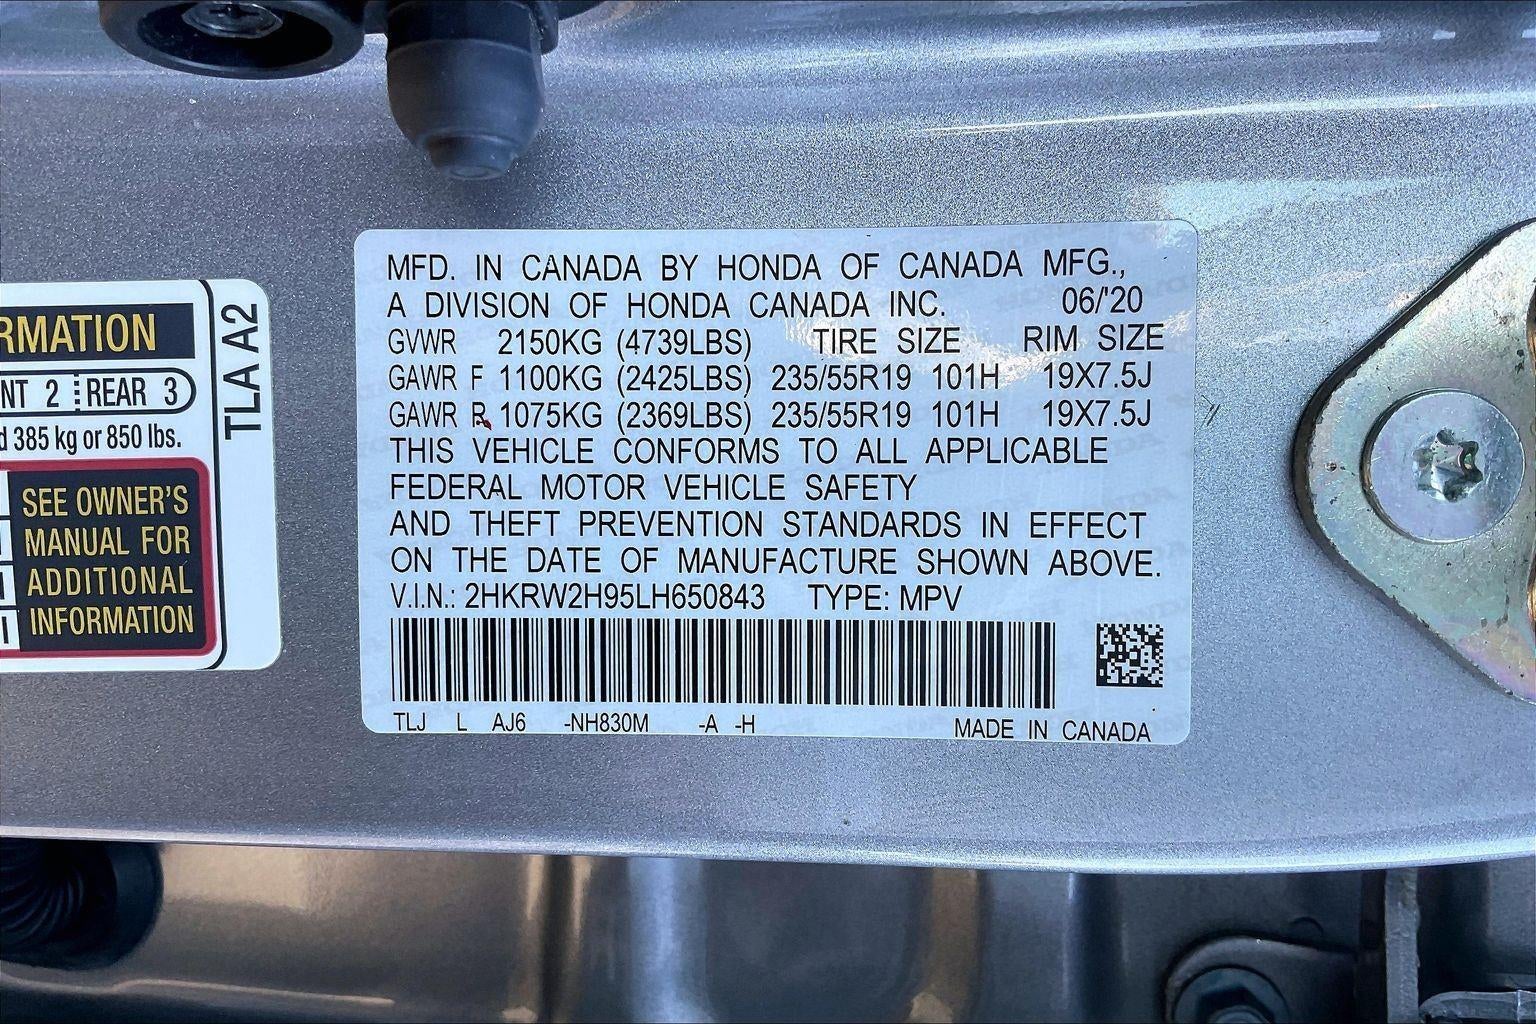 RMATION
NT 2 REAR 3
d 385 kg or 850 lbs.
SEE OWNER'S
MANUAL FOR
ADDITIONAL
INFORMATION
TLA A2
MFD. IN CANADA BY HONDA OF CANADA MFG.,
A DIVISION OF HONDA CANADA INC. 06/'20
GVWR 2150KG (4739LBS) TIRE SIZE RIM SIZE
GAWR F 1100KG (2425LBS) 235/55R19 101H 19X7.5J
GAWR R 1075KG (2369LBS) 235/55R19 101H 19X7.5J
THIS VEHICLE CONFORMS TO ALL APPLICABLE
FEDERAL MOTOR VEHICLE SAFETY
AND THEFT PREVENTION STANDARDS IN EFFECT
ON THE DATE OF MANUFACTURE SHOWN ABOVE.
V.I.N.: 2HKRW2H95LH650843 TYPE: MPV
TLJ L AJ6 -NH830M -A -H MADE IN CANADA